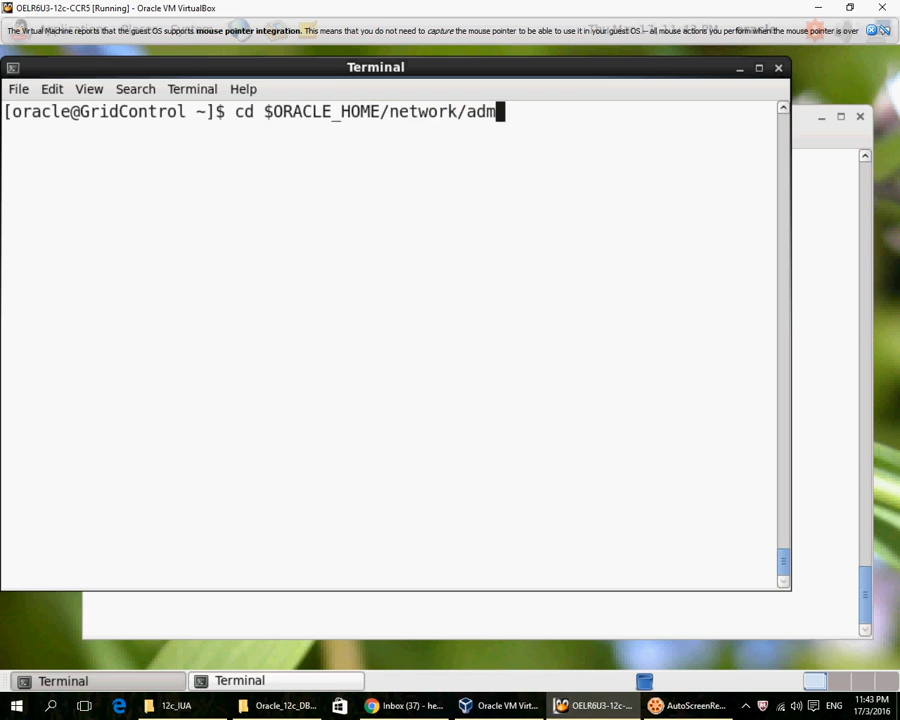 OELR6U3-12c-CCR5 [Running] - Oracle VM VirtualBox
The Virtual Machine reports that the guest OS supports mouse pointer integration. This means that you do not need to capture the mouse pointer to be able to use it in your guest OS -- all mouse actions you perform when the mouse pointer is over
Terminal
File Edit View Search Terminal Help
[oracle@GridControl ~]$ cd $ORACLE_HOME/network/adm
Terminal
Terminal
12c_IUA
Oracle_12c_DB...
Inbox (37) - he...
Oracle VM Virt...
OELR6U3-12c-...
AutoScreenRe...
ENG
11:43 PM
17/3/2016